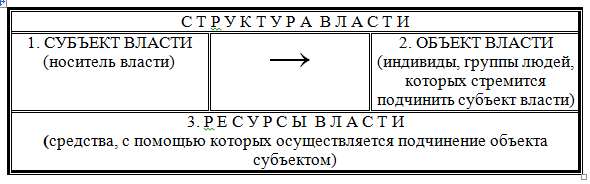 С Т Р У К Т У Р А В Л А С Т И
1. СУБЪЕКТ ВЛАСТИ
(носитель власти)
→
2. ОБЪЕКТ ВЛАСТИ
(индивиды, группы людей,
которых стремится
подчинить субъект власти)
3. Р Е С У Р С Ы В Л А С Т И
(средства, с помощью которых осуществляется подчинение объекта
субъектом)